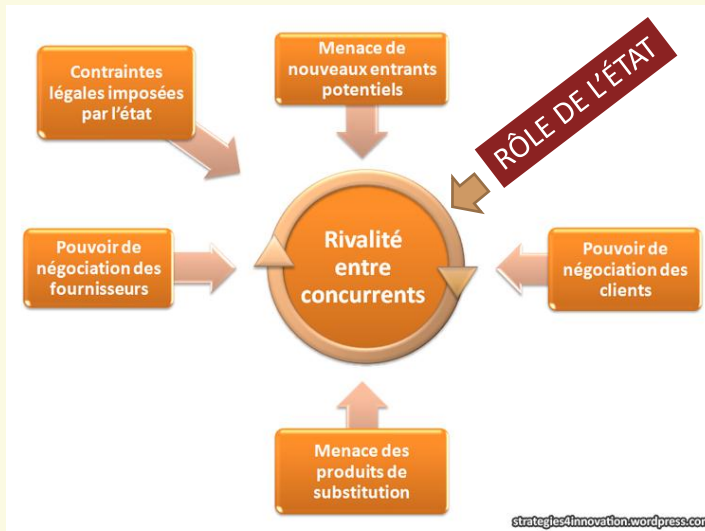 Contraintes
légales imposées
par l'état
Menace de
nouveaux entrants
potentiels
RÔLE DE L'ÉTAT
Pouvoir de
négociation des
fournisseurs
Rivalité
entre
concurrents
Pouvoir de
négociation des
clients
Menace des
produits de
substitution
strategies4innovation.wordpress.com